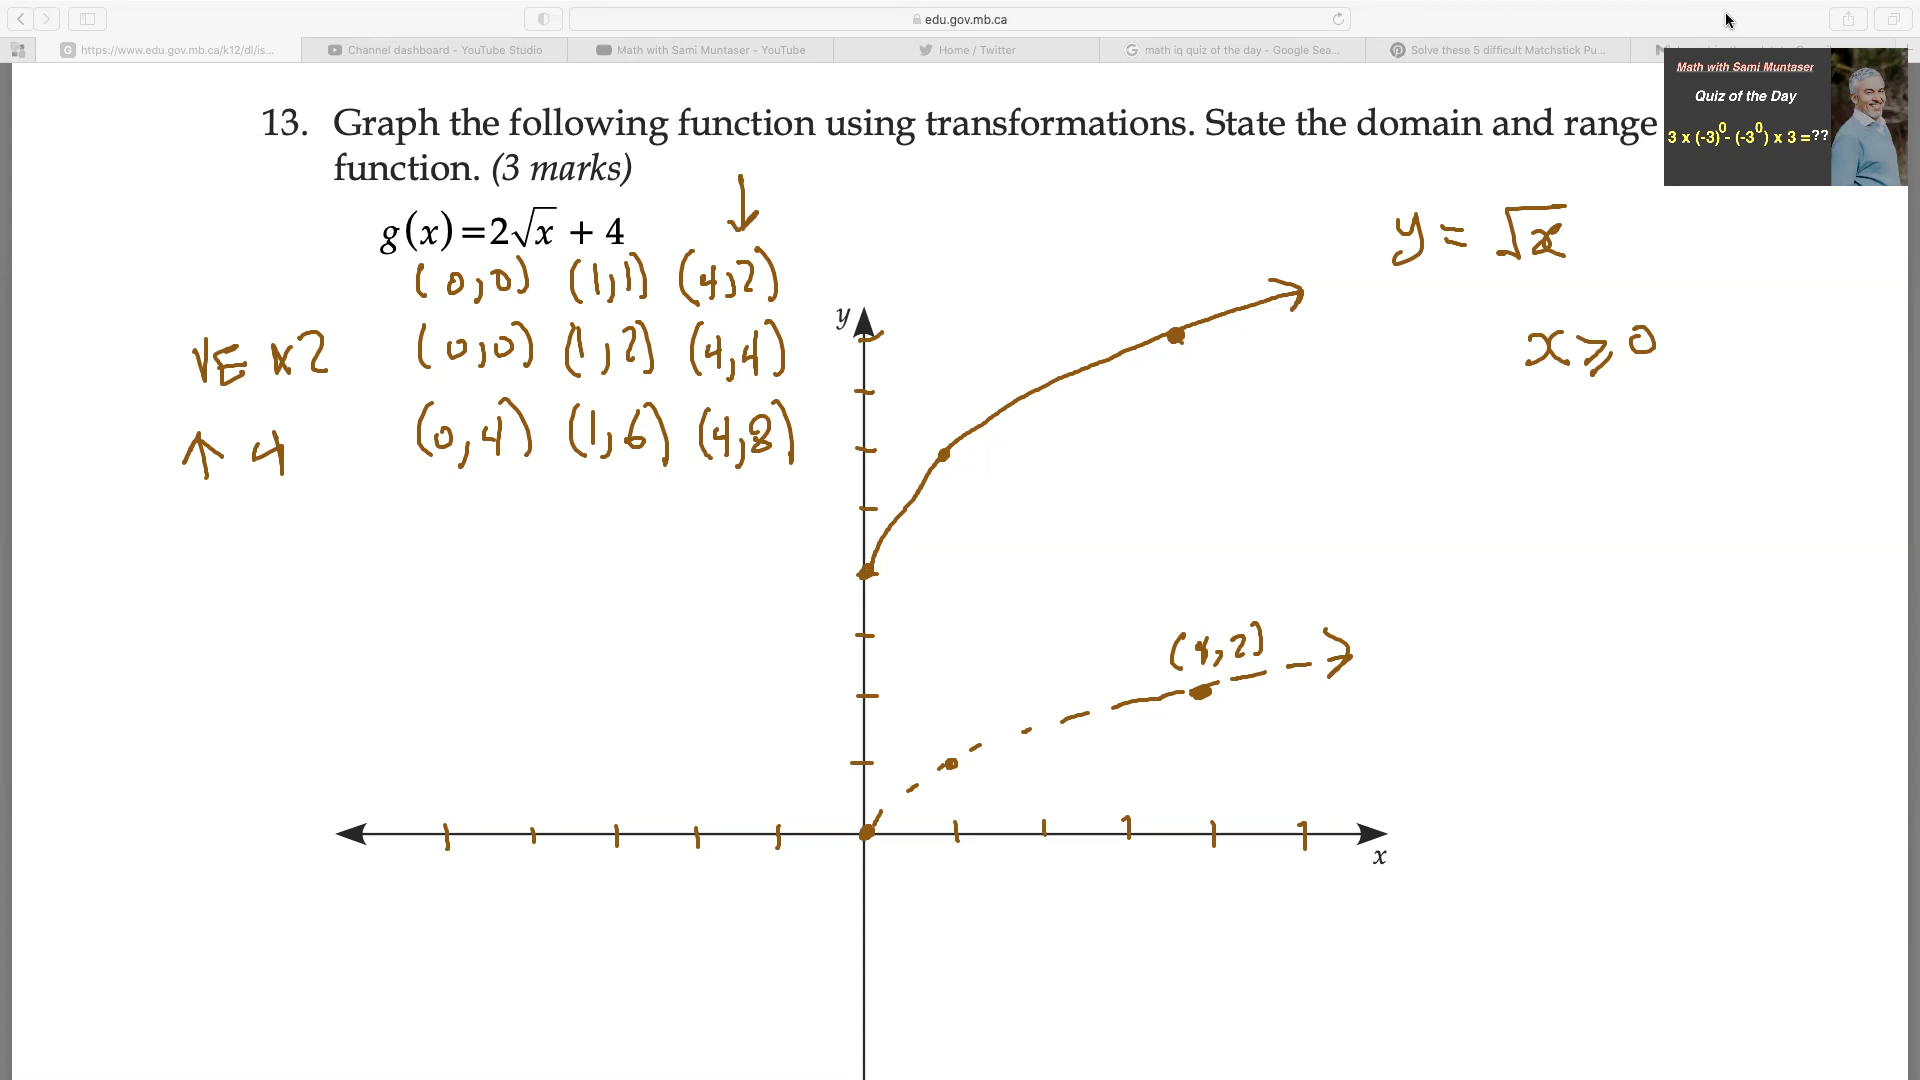 edu.gov.mb.ca
https://www.edu.gov.mb.ca/k12/dl/is...
Channel dashboard - YouTube Studio
Math with Sami Muntaser - YouTube
Home / Twitter
math iq quiz of the day - Google Sea...
Solve these 5 difficult Matchstick Pu...
Math with Sami Muntaser
Quiz of the Day
3 x (-3)⁰- (-3⁰) x 3 =??
13. Graph the following function using transformations. State the domain and range
function. (3 marks)
g(x)=2√x + 4
y = √x
(0,0) (1,1) (4,2)
VE x2 (0,0) (1,2) (4,4)
x ≥ 0
↑ 4 (0,4) (1,6) (4,8)
y
(4,2)
x